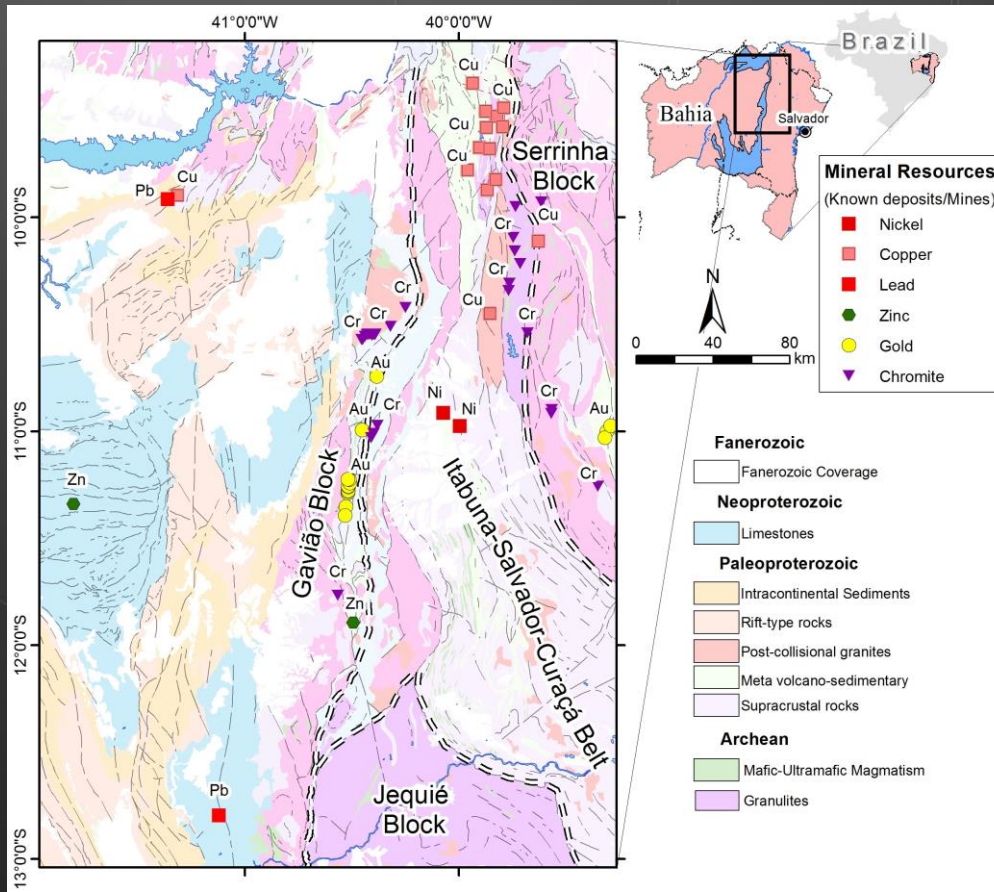 41°0'0"W
40°0'0"W
Cu
Cu
Cu
Cu
Serrinha
Block
Cu
Pb
10°0'0"S
Cr
Cu
Cr
Cr
Cu
Cr
Cr
Cr
Au
Ni
Ni
Cr
Au
Au
Cr
11°0'0"S
Au
Cr
Zn
Gavião Block
Itabuna-Salvador-Curaçá Belt
Cr
Zn
12°0'0"S
Pb
Jequié
Block
13°0'0"S
Brazil
Bahia
Salvador
N
0 20 40 80
km
Mineral Resources
(Known deposits/Mines)
Nickel
Copper
Lead
Zinc
Gold
Chromite
Fanerozoic
Fanerozoic Coverage
Neoproterozoic
Limestones
Paleoproterozoic
Intracontinental Sediments
Rift-type rocks
Post-collisional granites
Meta volcano-sedimentary
Supracrustal rocks
Archean
Mafic-Ultramafic Magmatism
Granulites